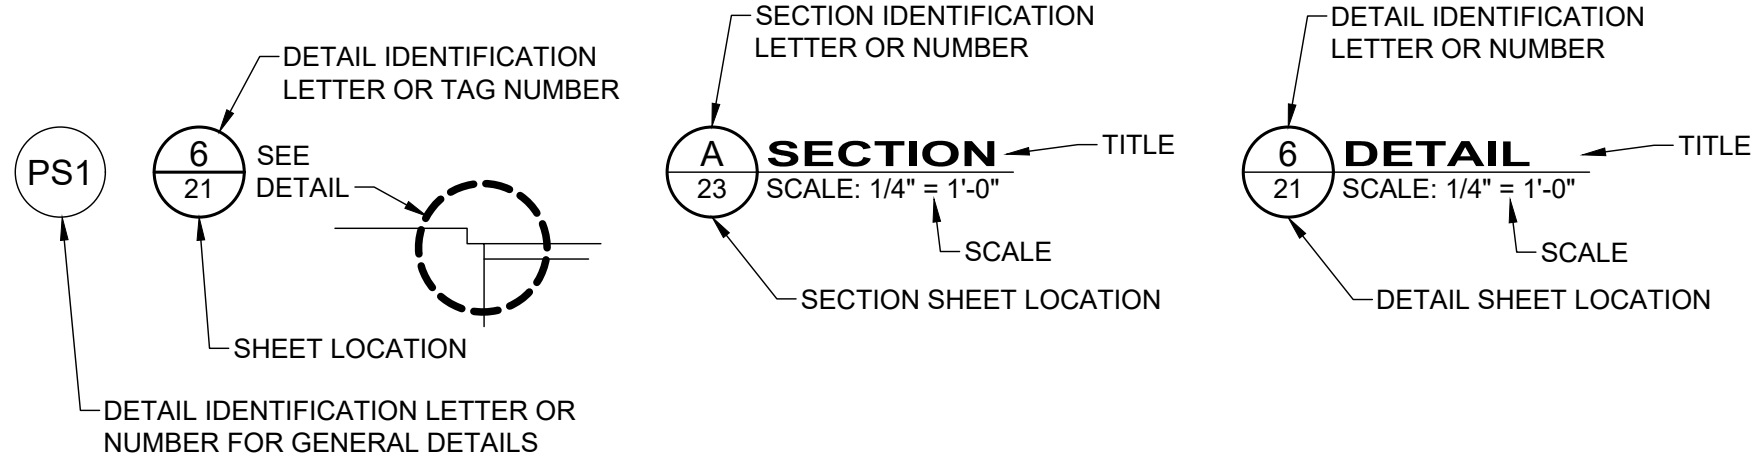 DETAIL IDENTIFICATION
LETTER OR TAG NUMBER
PS1
6
21
SEE
DETAIL
SHEET LOCATION
DETAIL IDENTIFICATION LETTER OR
NUMBER FOR GENERAL DETAILS
SECTION IDENTIFICATION
LETTER OR NUMBER
A
23
SECTION
SCALE: 1/4" = 1'-0"
TITLE
SCALE
SECTION SHEET LOCATION
DETAIL IDENTIFICATION
LETTER OR NUMBER
6
21
DETAIL
SCALE: 1/4" = 1'-0"
TITLE
SCALE
DETAIL SHEET LOCATION